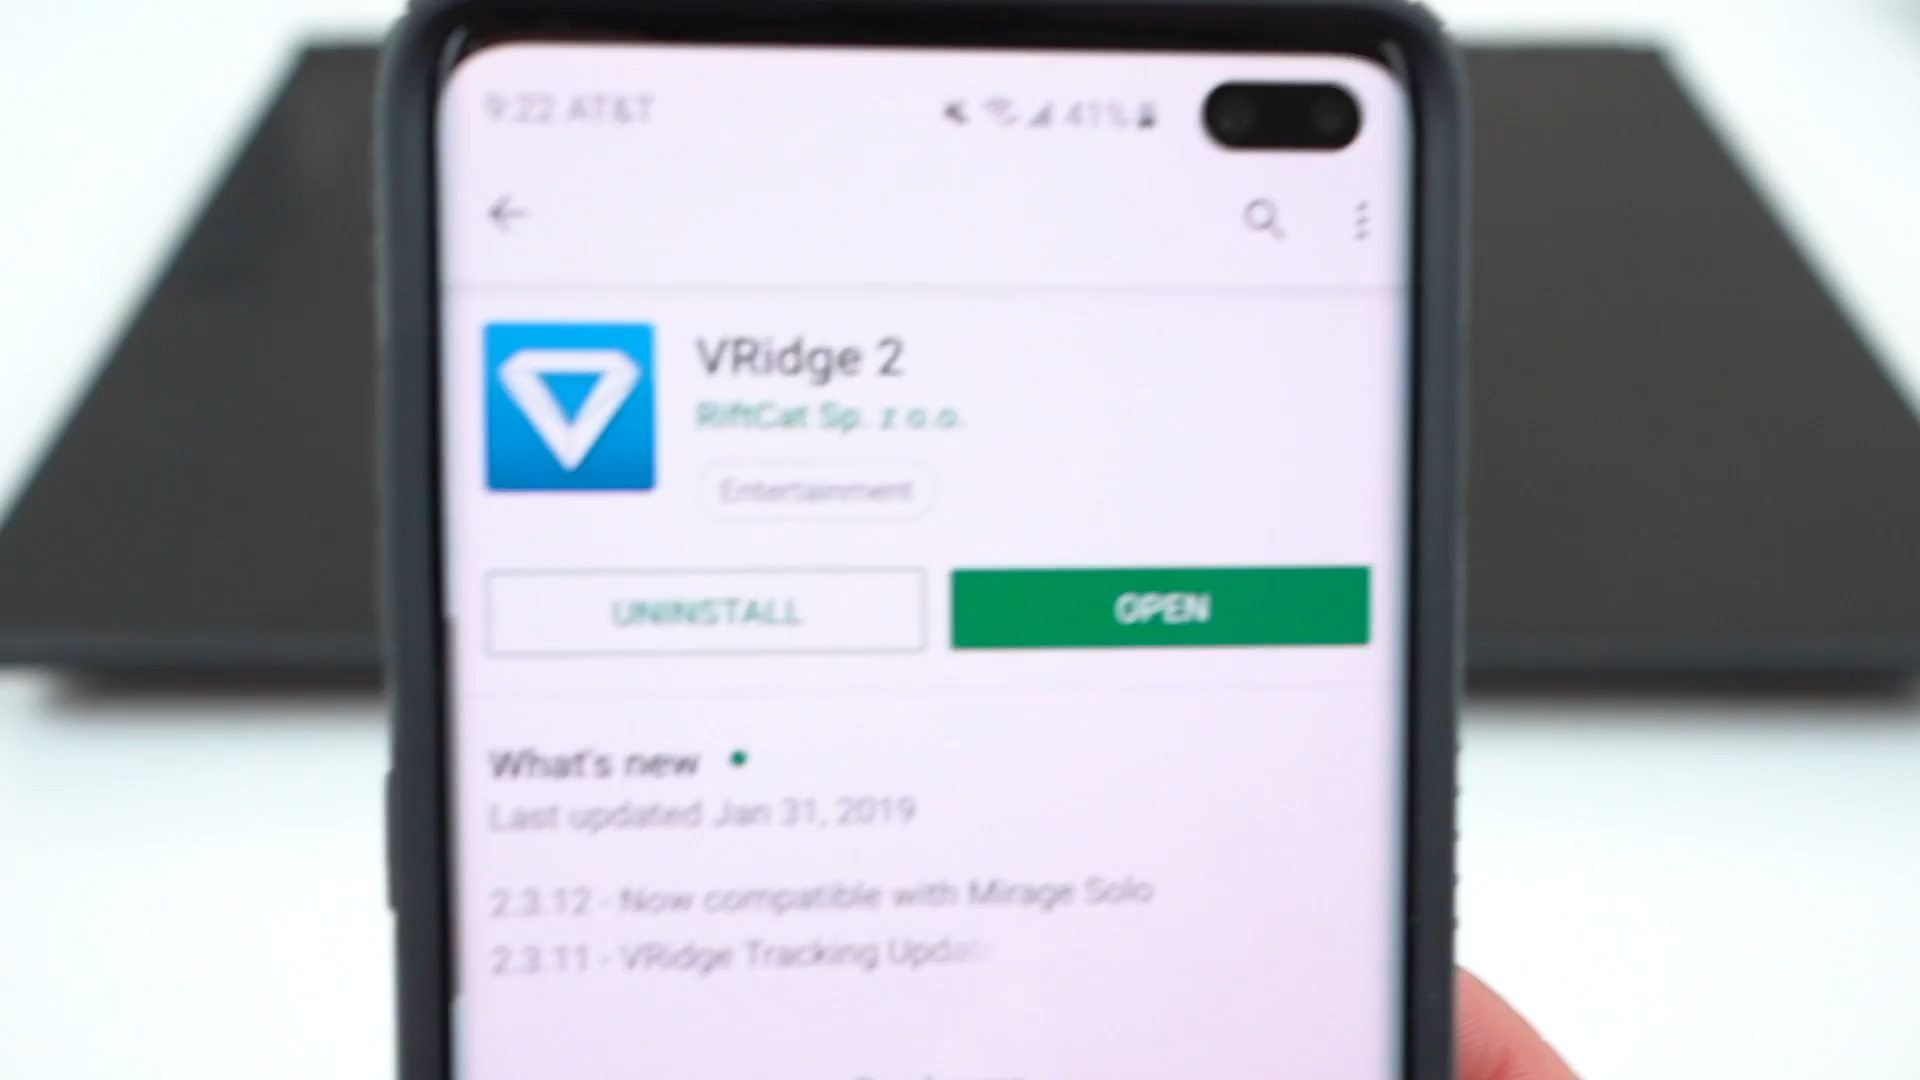 9:22 AT&T 41%
VRidge 2
RiftCat Sp. z o.o.
Entertainment
UNINSTALL
OPEN
What's new
Last updated Jan 31, 2019
2.3.12 - Now compatible with Mirage Solo
2.3.11 - VRidge Tracking Updat